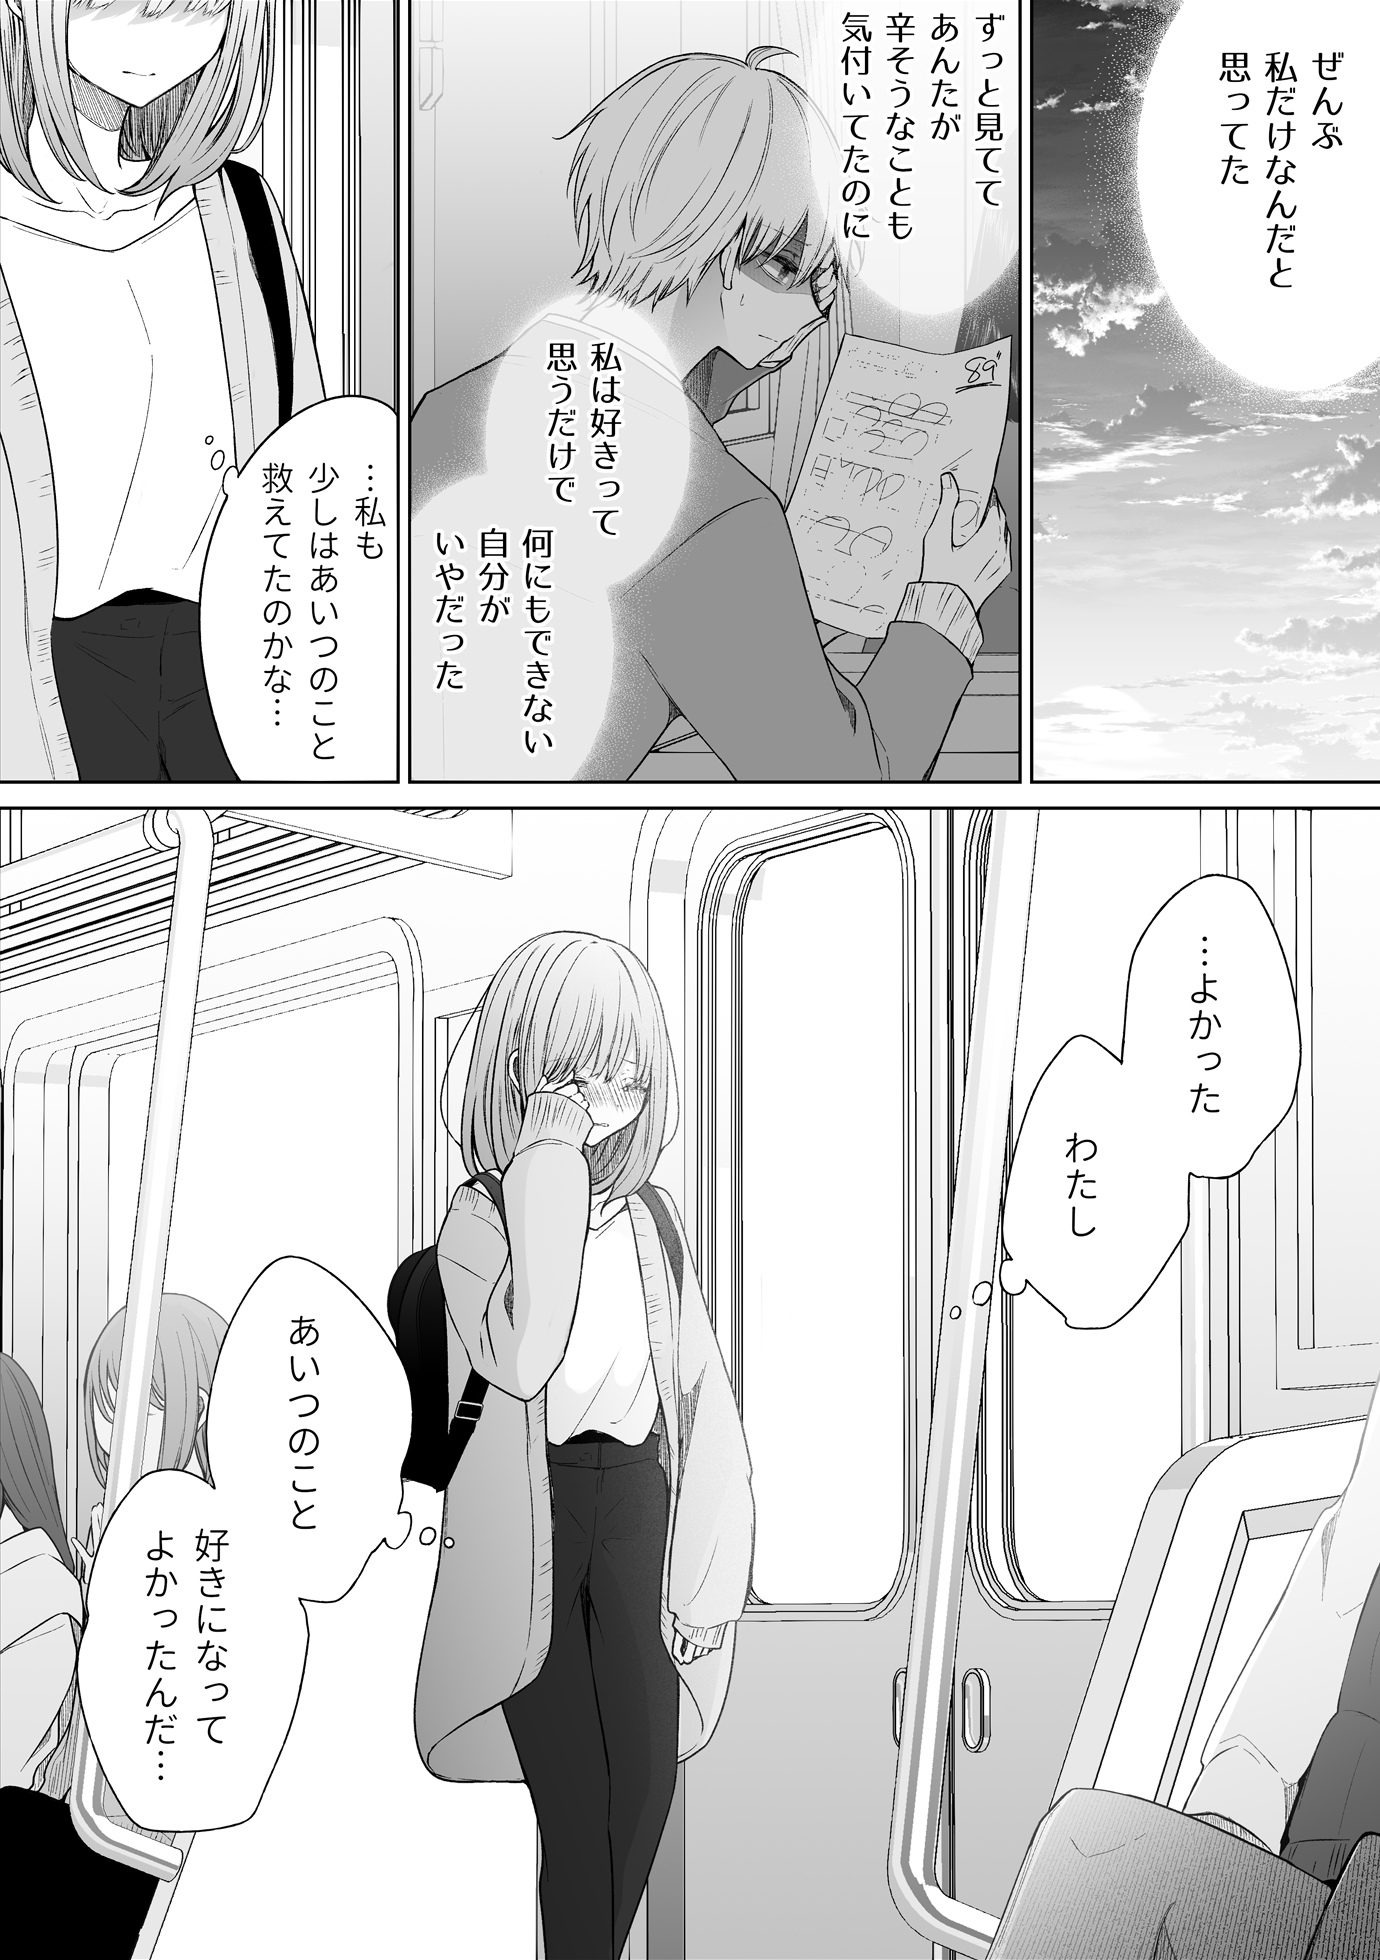 ぜんぶ
私だけなんだと
思ってた
ずっと見てて
あんたが
辛そうなことも
気付いてたのに
私は好きって
思うだけで
何にもできない
自分が
いやだった
…私も
少しはあいつのこと
救えてたのかな…
89
…よかった
わたし
あいつのこと
好きになって
よかったんだ…